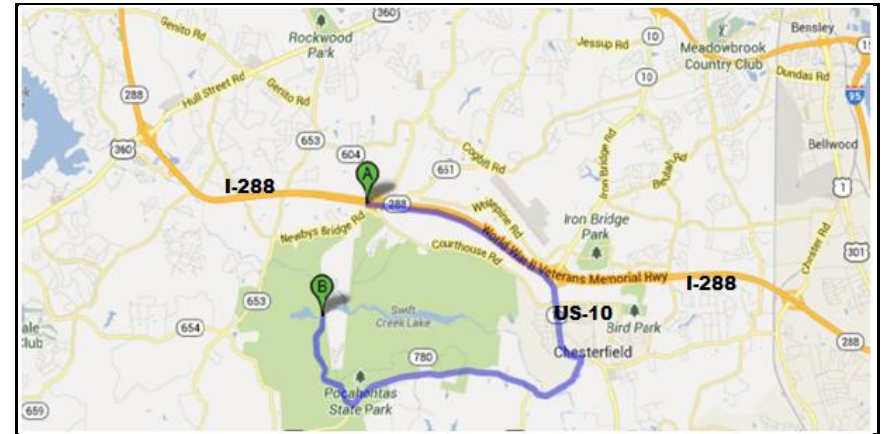 360
Bensley
Genito Rd
Rockwood
Park
Jessup Rd
10
Meadowbrook
Country Club
Dundas Rd
10
95
288
Hull Street Rd
Genito Rd
653
360
604
651
Cogbill Rd
Bellwood
I-288
A
288
Whitepine Rd
Iron Bridge Rd
Beulah Rd
1
Newbys Bridge Rd
Courthouse Rd
Iron Bridge
Park
Chester Rd
301
World War II Veterans Memorial Hwy
I-288
B
653
654
Swift
Creek Lake
US-10
Bird Park
288
ale
Club
780
Chesterfield
Pocahontas
State Park
659